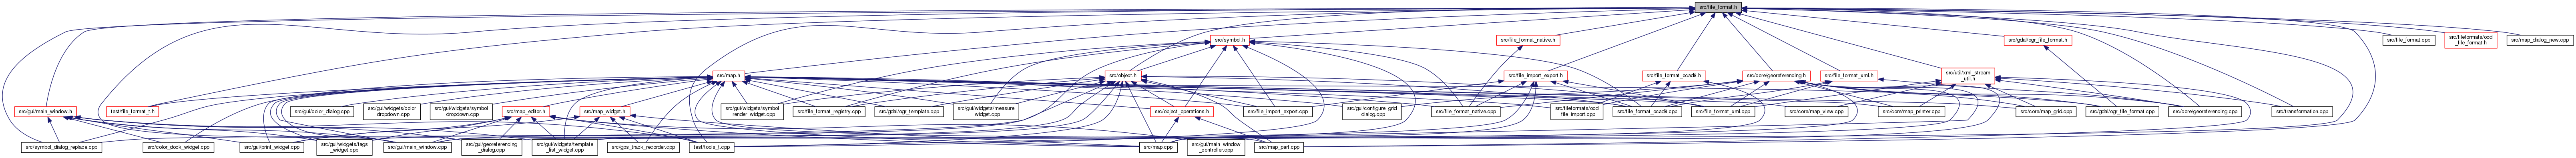 src/file_format.h
src/symbol.h
src/file_format_native.h
src/gdal/ogr_file_format.h
src/file_format.cpp
src/fileformats/ocd
_file_format.h
src/map_dialog_new.cpp
src/map.h
src/object.h
src/file_import_export.h
src/file_format_ocad8.h
src/core/georeferencing.h
src/file_format_xml.h
src/util/xml_stream
_util.h
src/gui/main_window.h
test/file_format_t.h
src/gui/color_dialog.cpp
src/gui/widgets/color
_dropdown.cpp
src/gui/widgets/symbol
_dropdown.cpp
src/map_editor.h
src/map_widget.h
src/gui/widgets/symbol
_render_widget.cpp
src/file_format_registry.cpp
src/gdal/ogr_template.cpp
src/gui/widgets/measure
_widget.cpp
src/object_operations.h
src/file_import_export.cpp
src/gui/configure_grid
_dialog.cpp
src/file_format_native.cpp
src/fileformats/ocd
_file_import.cpp
src/file_format_ocad8.cpp
src/file_format_xml.cpp
src/core/map_view.cpp
src/core/map_printer.cpp
src/core/map_grid.cpp
src/gdal/ogr_file_format.cpp
src/core/georeferencing.cpp
src/transformation.cpp
src/symbol_dialog_replace.cpp
src/color_dock_widget.cpp
src/gui/print_widget.cpp
src/gui/widgets/tags
_widget.cpp
src/gui/main_window.cpp
src/gui/georeferencing
_dialog.cpp
src/gui/widgets/template
_list_widget.cpp
src/gps_track_recorder.cpp
test/tools_t.cpp
src/map.cpp
src/gui/main_window
_controller.cpp
src/map_part.cpp